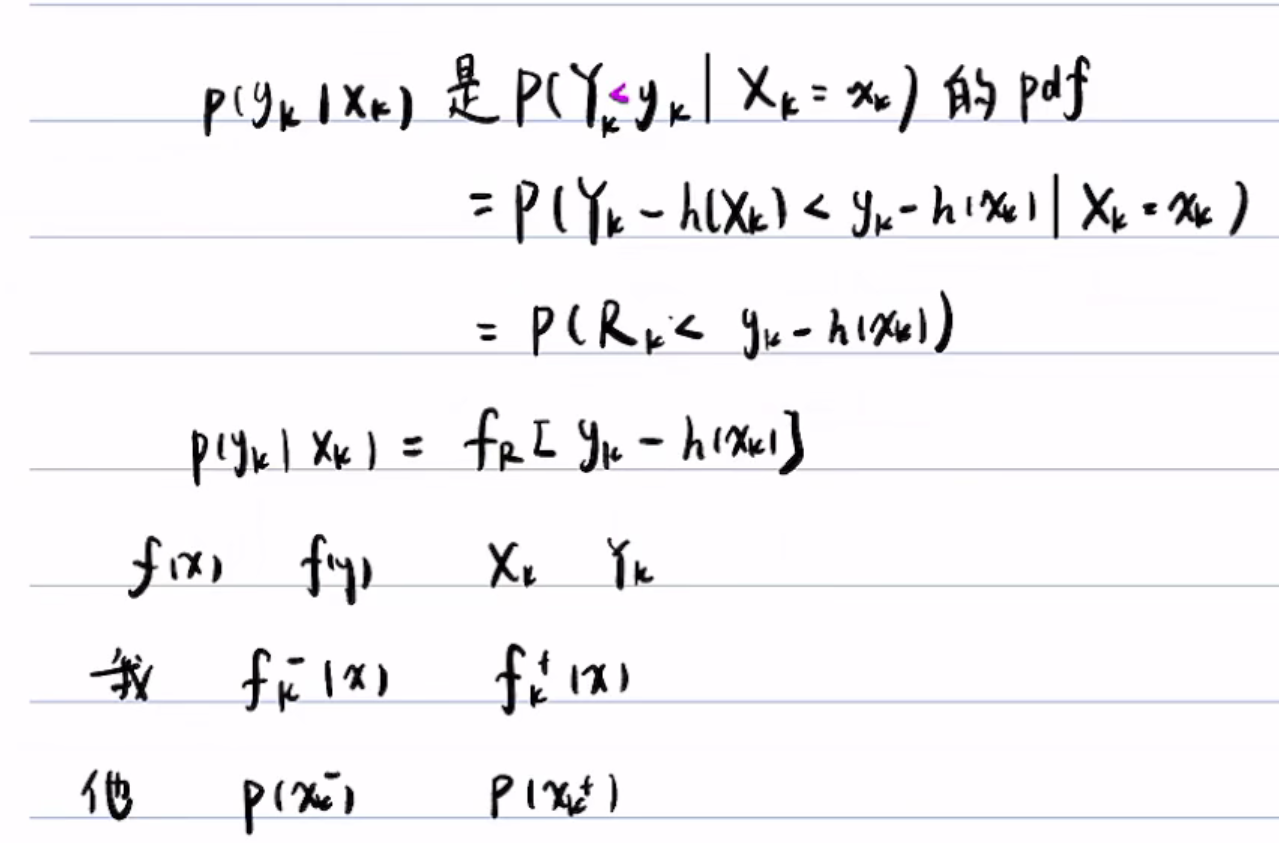 p(y_k | x_k) 是 P(Y_k < y_k | X_k = x_k) 的 pdf
= P(Y_k - h(X_k) < y_k - h(x_k) | X_k = x_k)
= P(R_k < y_k - h(x_k))
p(y_k | x_k) = f_R[y_k - h(x_k)]
f(x) f(y) X_k Y_k
我 f_k^-(x) f_k^+(x)
他 p(x_k^-) p(x_k^+)